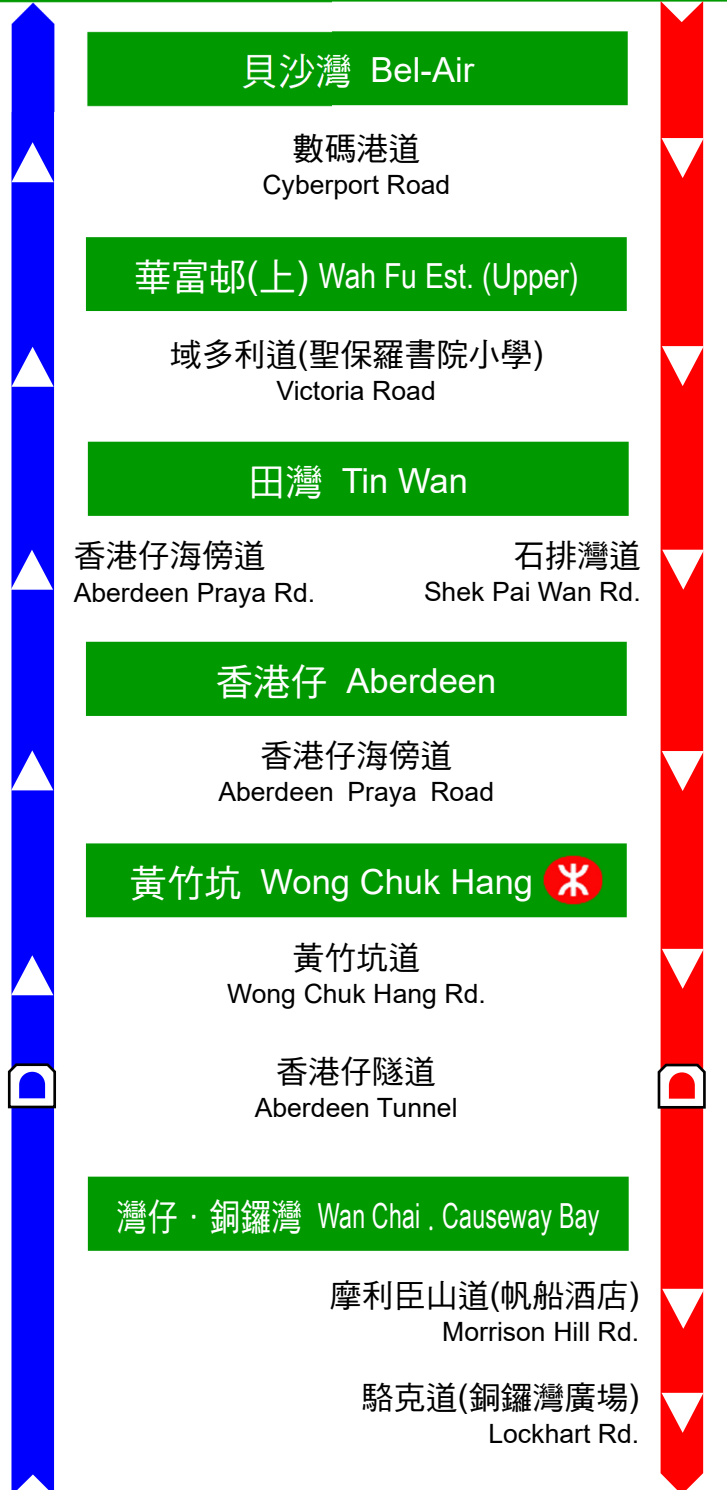 貝沙灣 Bel-Air
數碼港道
Cyberport Road
華富邨(上) Wah Fu Est. (Upper)
域多利道(聖保羅書院小學)
Victoria Road
田灣 Tin Wan
香港仔海傍道
Aberdeen Praya Rd.
石排灣道
Shek Pai Wan Rd.
香港仔 Aberdeen
香港仔海傍道
Aberdeen Praya Road
黃竹坑 Wong Chuk Hang
黃竹坑道
Wong Chuk Hang Rd.
香港仔隧道
Aberdeen Tunnel
灣仔 · 銅鑼灣 Wan Chai . Causeway Bay
摩利臣山道(帆船酒店)
Morrison Hill Rd.
駱克道(銅鑼灣廣場)
Lockhart Rd.